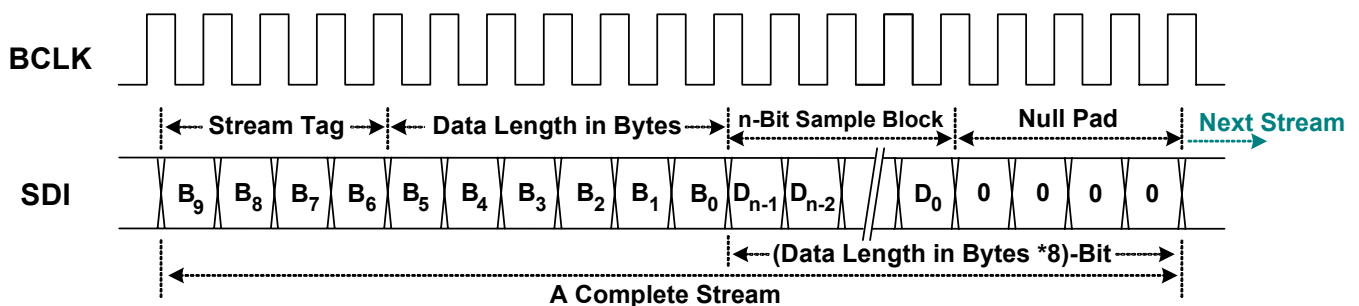 BCLK
Stream Tag Data Length in Bytes n-Bit Sample Block Null Pad Next Stream
SDI B9 B8 B7 B6 B5 B4 B3 B2 B1 B0 Dn-1 Dn-2 D0 0 0 0 0
(Data Length in Bytes *8)-Bit
A Complete Stream